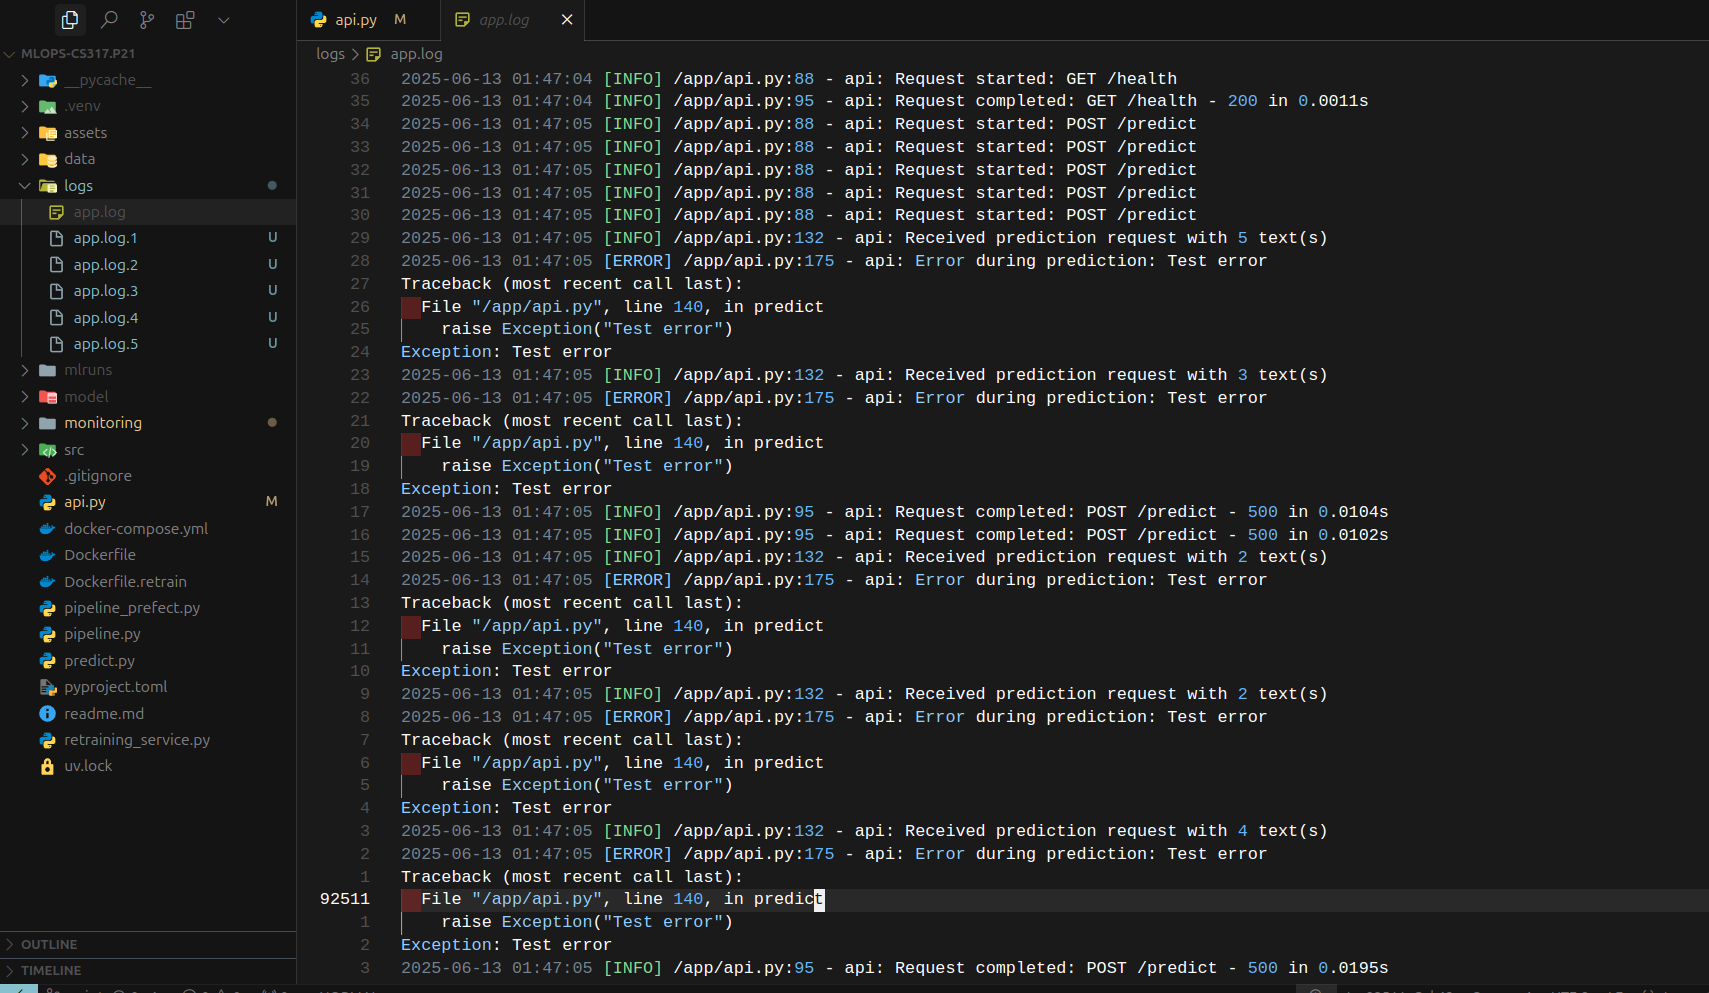 api.py M
app.log
MLOPS-CS317.P21
__pycache__
.venv
assets
data
logs
app.log
app.log.1 U
app.log.2 U
app.log.3 U
app.log.4 U
app.log.5 U
mlruns
model
monitoring
src
.gitignore
api.py M
docker-compose.yml
Dockerfile
Dockerfile.retrain
pipeline_prefect.py
pipeline.py
predict.py
pyproject.toml
readme.md
retraining_service.py
uv.lock
OUTLINE
TIMELINE
logs > app.log
36 2025-06-13 01:47:04 [INFO] /app/api.py:88 - api: Request started: GET /health
35 2025-06-13 01:47:04 [INFO] /app/api.py:95 - api: Request completed: GET /health - 200 in 0.0011s
34 2025-06-13 01:47:05 [INFO] /app/api.py:88 - api: Request started: POST /predict
33 2025-06-13 01:47:05 [INFO] /app/api.py:88 - api: Request started: POST /predict
32 2025-06-13 01:47:05 [INFO] /app/api.py:88 - api: Request started: POST /predict
31 2025-06-13 01:47:05 [INFO] /app/api.py:88 - api: Request started: POST /predict
30 2025-06-13 01:47:05 [INFO] /app/api.py:88 - api: Request started: POST /predict
29 2025-06-13 01:47:05 [INFO] /app/api.py:132 - api: Received prediction request with 5 text(s)
28 2025-06-13 01:47:05 [ERROR] /app/api.py:175 - api: Error during prediction: Test error
27 Traceback (most recent call last):
26 File "/app/api.py", line 140, in predict
25 raise Exception("Test error")
24 Exception: Test error
23 2025-06-13 01:47:05 [INFO] /app/api.py:132 - api: Received prediction request with 3 text(s)
22 2025-06-13 01:47:05 [ERROR] /app/api.py:175 - api: Error during prediction: Test error
21 Traceback (most recent call last):
20 File "/app/api.py", line 140, in predict
19 raise Exception("Test error")
18 Exception: Test error
17 2025-06-13 01:47:05 [INFO] /app/api.py:95 - api: Request completed: POST /predict - 500 in 0.0104s
16 2025-06-13 01:47:05 [INFO] /app/api.py:95 - api: Request completed: POST /predict - 500 in 0.0102s
15 2025-06-13 01:47:05 [INFO] /app/api.py:132 - api: Received prediction request with 2 text(s)
14 2025-06-13 01:47:05 [ERROR] /app/api.py:175 - api: Error during prediction: Test error
13 Traceback (most recent call last):
12 File "/app/api.py", line 140, in predict
11 raise Exception("Test error")
10 Exception: Test error
9 2025-06-13 01:47:05 [INFO] /app/api.py:132 - api: Received prediction request with 2 text(s)
8 2025-06-13 01:47:05 [ERROR] /app/api.py:175 - api: Error during prediction: Test error
7 Traceback (most recent call last):
6 File "/app/api.py", line 140, in predict
5 raise Exception("Test error")
4 Exception: Test error
3 2025-06-13 01:47:05 [INFO] /app/api.py:132 - api: Received prediction request with 4 text(s)
2 2025-06-13 01:47:05 [ERROR] /app/api.py:175 - api: Error during prediction: Test error
1 Traceback (most recent call last):
92511 File "/app/api.py", line 140, in predict
1 raise Exception("Test error")
2 Exception: Test error
3 2025-06-13 01:47:05 [INFO] /app/api.py:95 - api: Request completed: POST /predict - 500 in 0.0195s